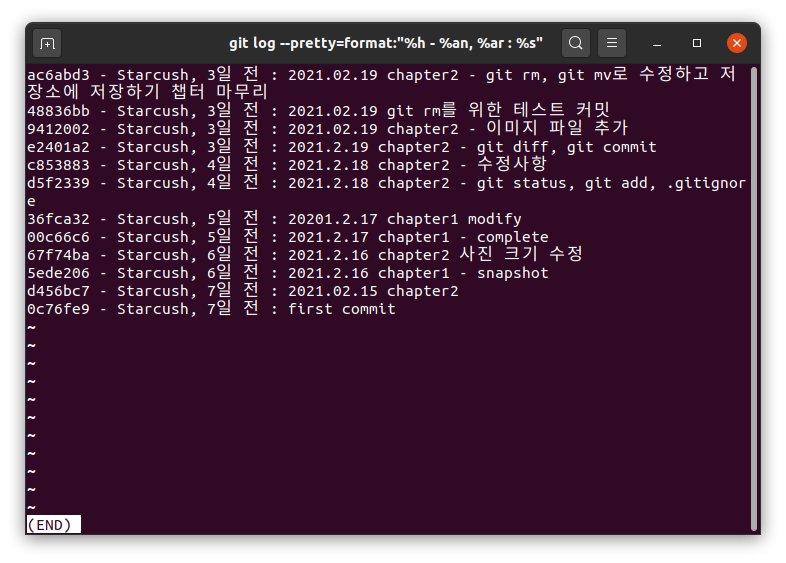 git log --pretty=format:"%h - %an, %ar : %s"
ac6abd3 - Starcush, 3일 전 : 2021.02.19 chapter2 - git rm, git mv로 수정하고 저
장소에 저장하기 챕터 마무리
48836bb - Starcush, 3일 전 : 2021.02.19 git rm를 위한 테스트 커밋
9412002 - Starcush, 3일 전 : 2021.02.19 chapter2 - 이미지 파일 추가
e2401a2 - Starcush, 3일 전 : 2021.2.19 chapter2 - git diff, git commit
c853883 - Starcush, 4일 전 : 2021.2.18 chapter2 - 수정사항
d5f2339 - Starcush, 4일 전 : 2021.2.18 chapter2 - git status, git add, .gitignor
e
36fca32 - Starcush, 5일 전 : 20201.2.17 chapter1 modify
00c66c6 - Starcush, 5일 전 : 2021.2.17 chapter1 - complete
67f74ba - Starcush, 6일 전 : 2021.2.16 chapter2 사진 크기 수정
5ede206 - Starcush, 6일 전 : 2021.2.16 chapter1 - snapshot
d456bc7 - Starcush, 7일 전 : 2021.02.15 chapter2
0c76fe9 - Starcush, 7일 전 : first commit
~
~
~
~
~
~
~
~
~
~
~
(END)